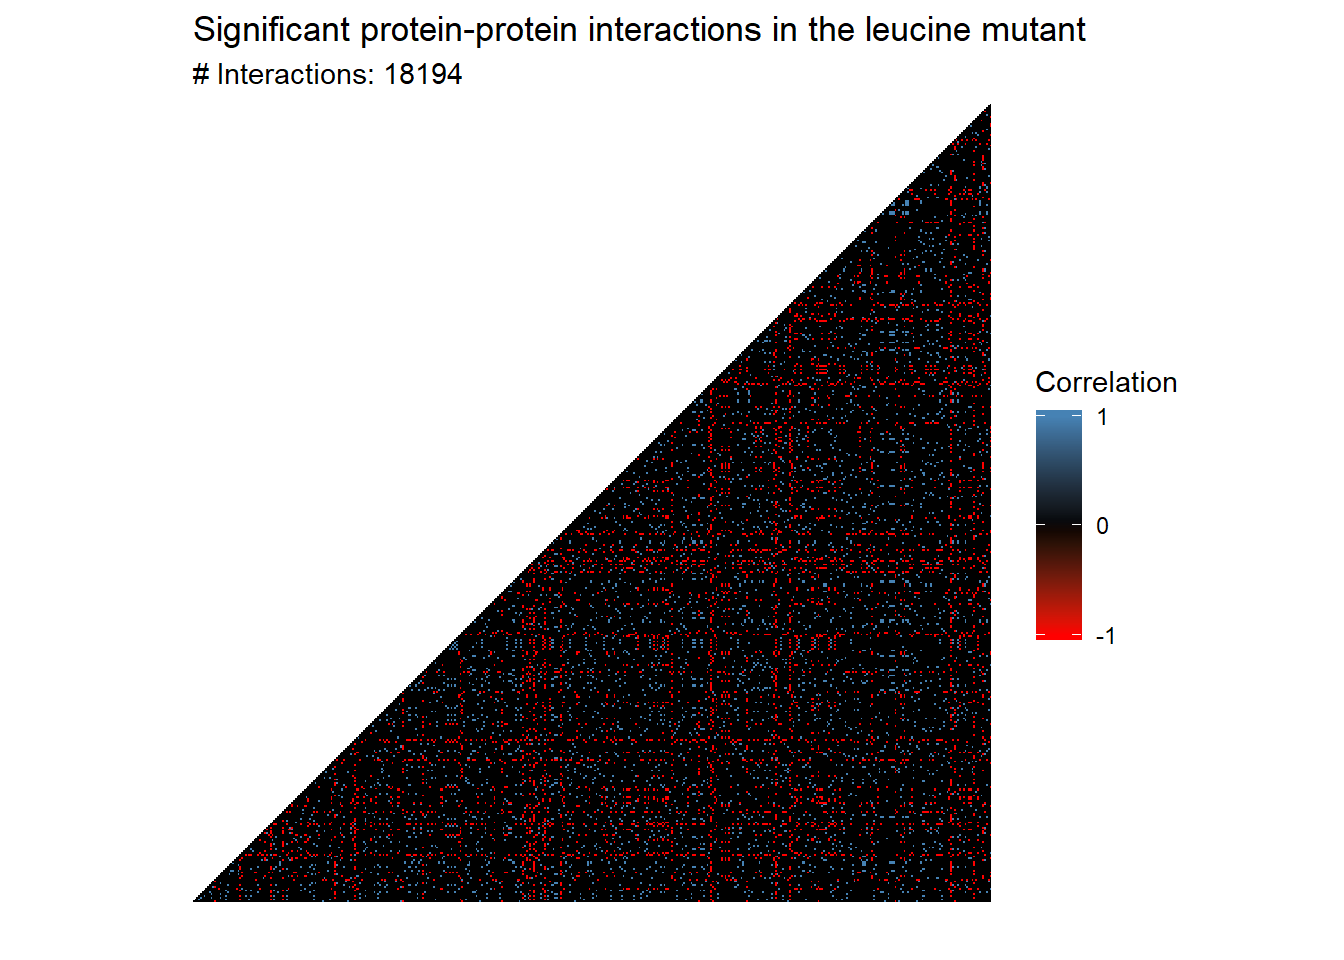 Significant protein-protein interactions in the leucine mutant
# Interactions: 18194
Correlation
1
0
-1